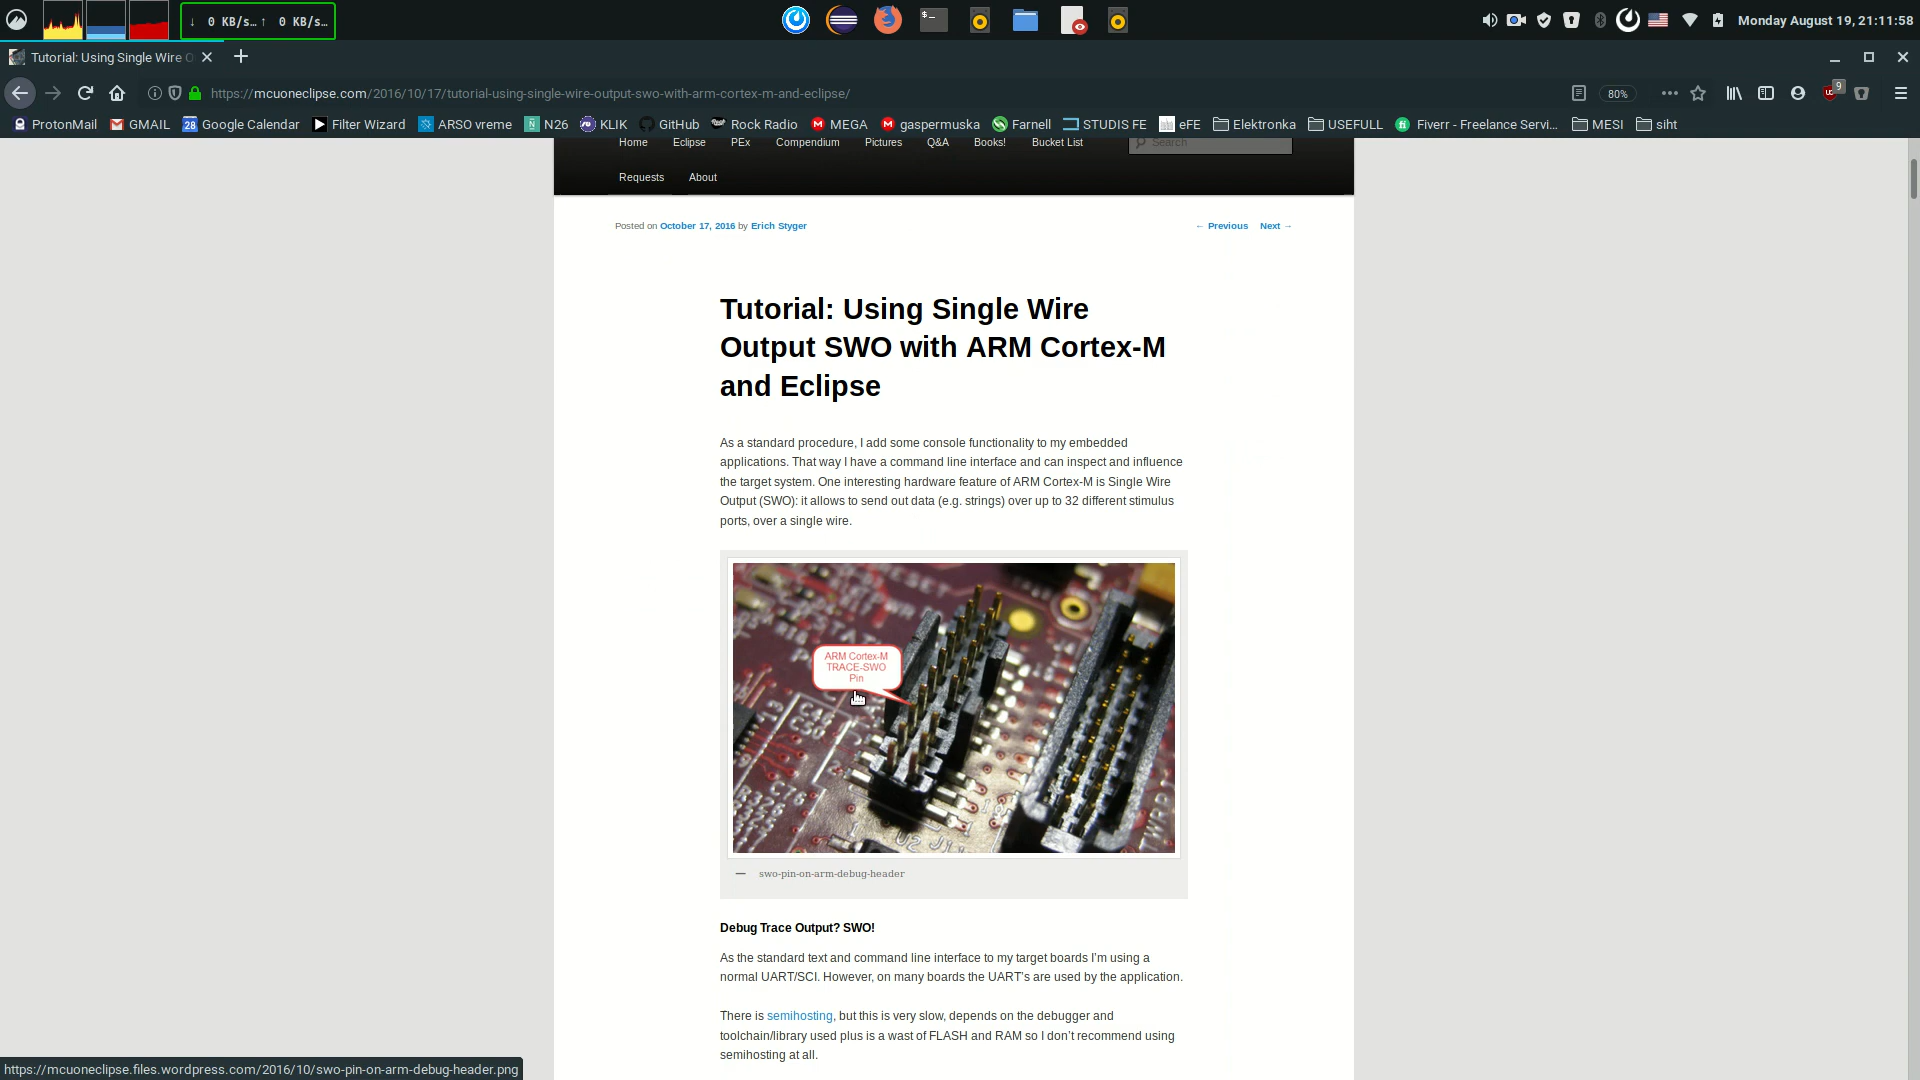 ↓ 0 KB/s… ↑ 0 KB/s…
Monday August 19, 21:11:58
Tutorial: Using Single Wire O
https://mcuoneclipse.com/2016/10/17/tutorial-using-single-wire-output-swo-with-arm-cortex-m-and-eclipse/
80%
9
ProtonMail GMAIL 28 Google Calendar Filter Wizard ARSO vreme N26 KLIK GitHub Rock Radio MEGA gaspermuska Farnell STUDIS FE eFE Elektronka USEFULL Fiverr - Freelance Servi… MESI siht
Home Eclipse PEx Compendium Pictures Q&A Books! Bucket List Search
Requests About
Posted on October 17, 2016 by Erich Styger ← Previous Next →
Tutorial: Using Single Wire
Output SWO with ARM Cortex-M
and Eclipse
As a standard procedure, I add some console functionality to my embedded
applications. That way I have a command line interface and can inspect and influence
the target system. One interesting hardware feature of ARM Cortex-M is Single Wire
Output (SWO): it allows to send out data (e.g. strings) over up to 32 different stimulus
ports, over a single wire.
ARM Cortex-M
TRACE-SWO
Pin
— swo-pin-on-arm-debug-header
Debug Trace Output? SWO!
As the standard text and command line interface to my target boards I'm using a
normal UART/SCI. However, on many boards the UART's are used by the application.
There is semihosting, but this is very slow, depends on the debugger and
toolchain/library used plus is a wast of FLASH and RAM so I don't recommend using
semihosting at all.
https://mcuoneclipse.files.wordpress.com/2016/10/swo-pin-on-arm-debug-header.png